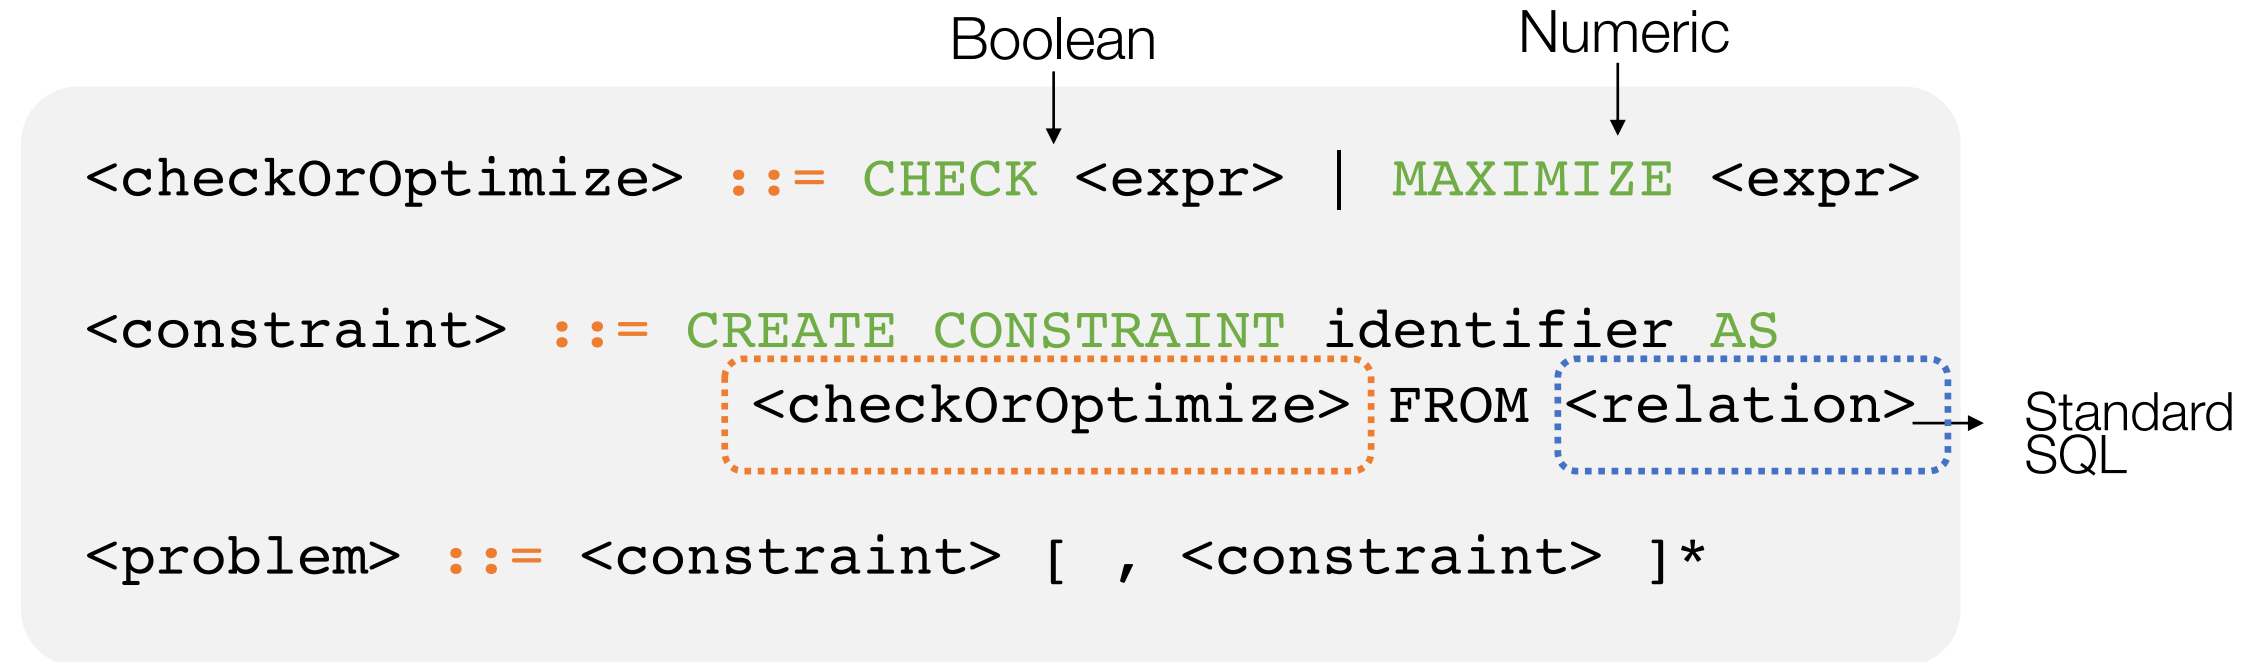 Boolean
Numeric
<checkOrOptimize> ::= CHECK <expr> | MAXIMIZE <expr>
<constraint> ::= CREATE CONSTRAINT identifier AS
<checkOrOptimize> FROM <relation>
Standard
SQL
<problem> ::= <constraint> [ , <constraint> ]*